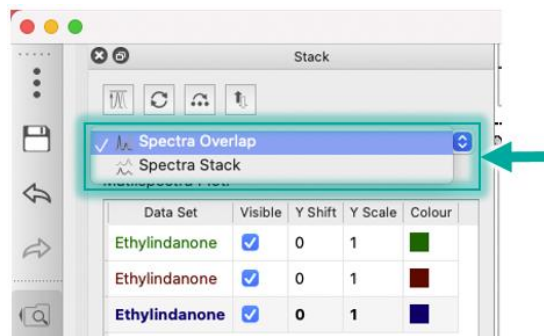 Stack
✓ Spectra Overlap
Spectra Stack
Data Set Visible Y Shift Y Scale Colour
Ethylindanone 0 1
Ethylindanone 0 1
Ethylindanone 0 1